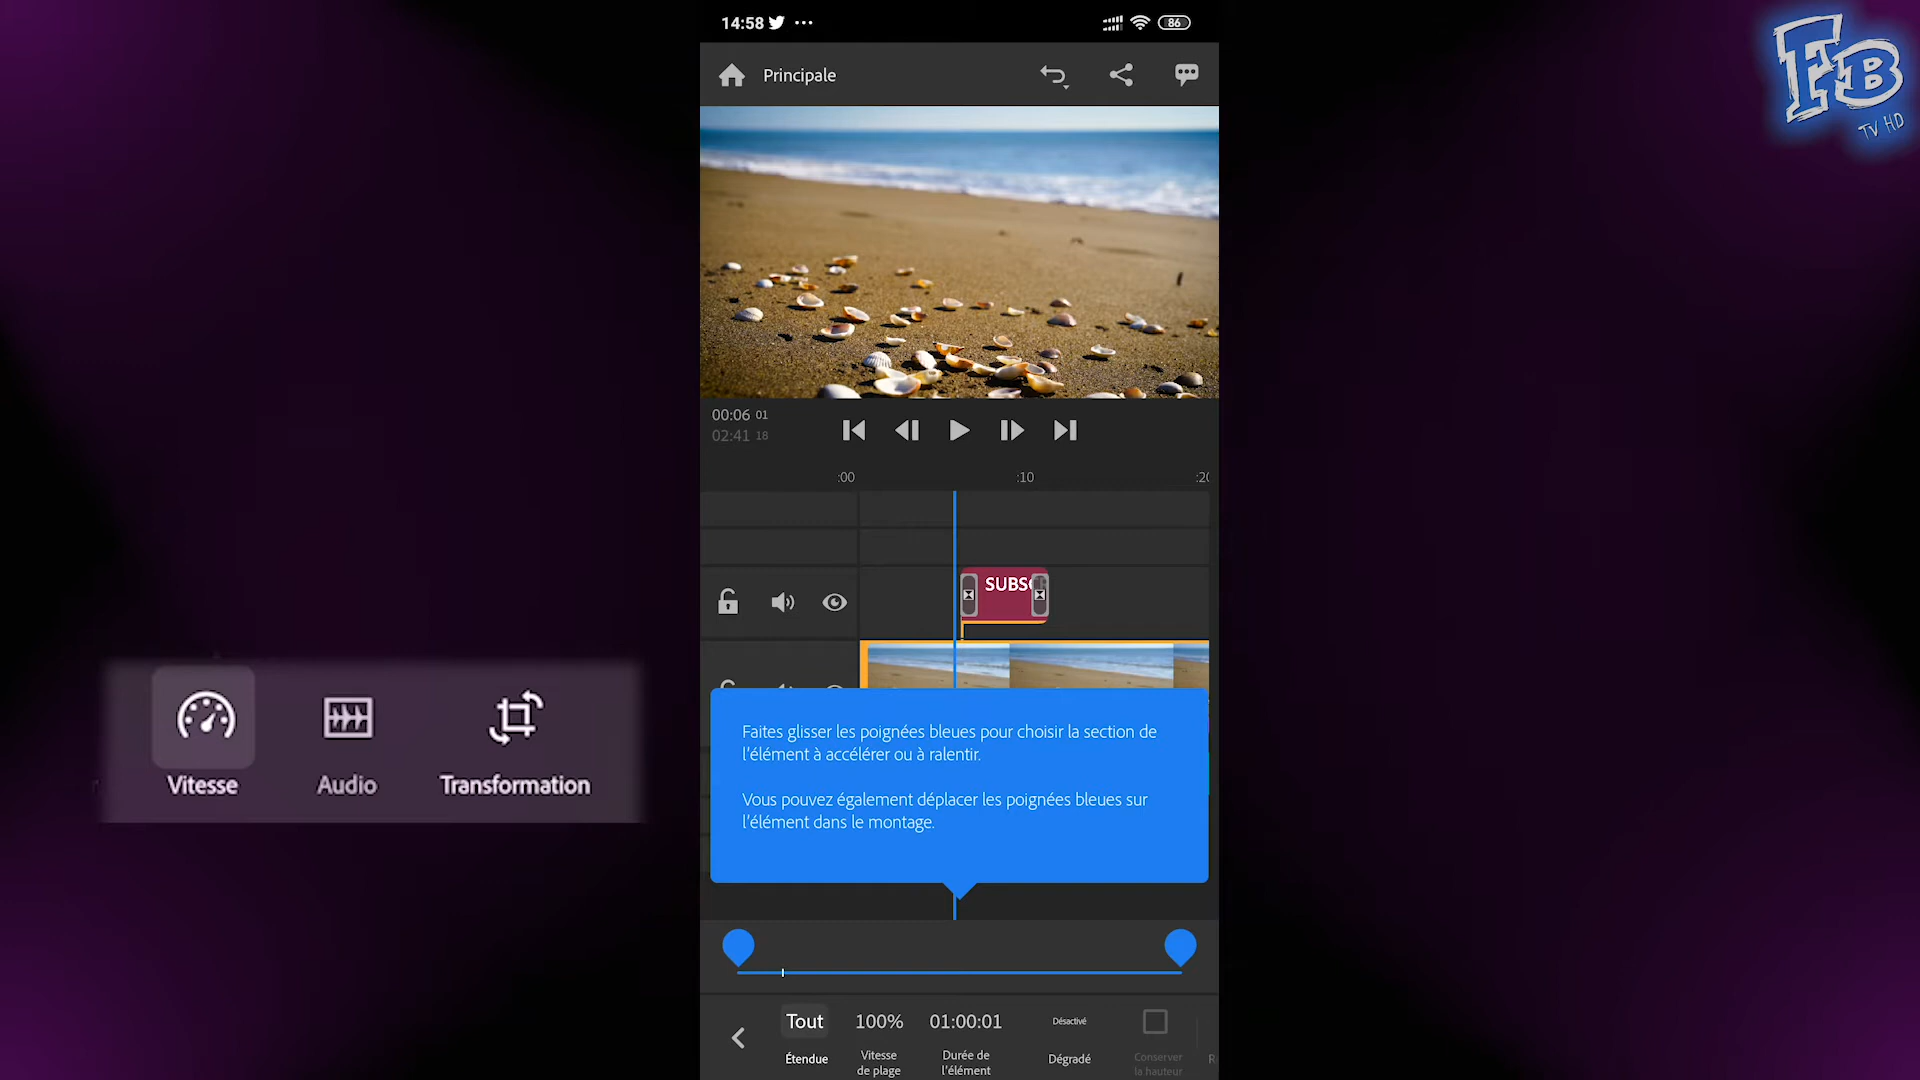 14:58
86
FB
TV HD
Principale
00:06 01
02:41 18
:00
:10
:20
SUBSCR
Faites glisser les poignées bleues pour choisir la section de
l'élément à accélérer ou à ralentir.
Vous pouvez également déplacer les poignées bleues sur
l'élément dans le montage.
Vitesse
Audio
Transformation
Tout
100%
01:00:01
Désactivé
Étendue
Vitesse
de plage
Durée de
l'élément
Dégradé
Conserver
la hauteur
R